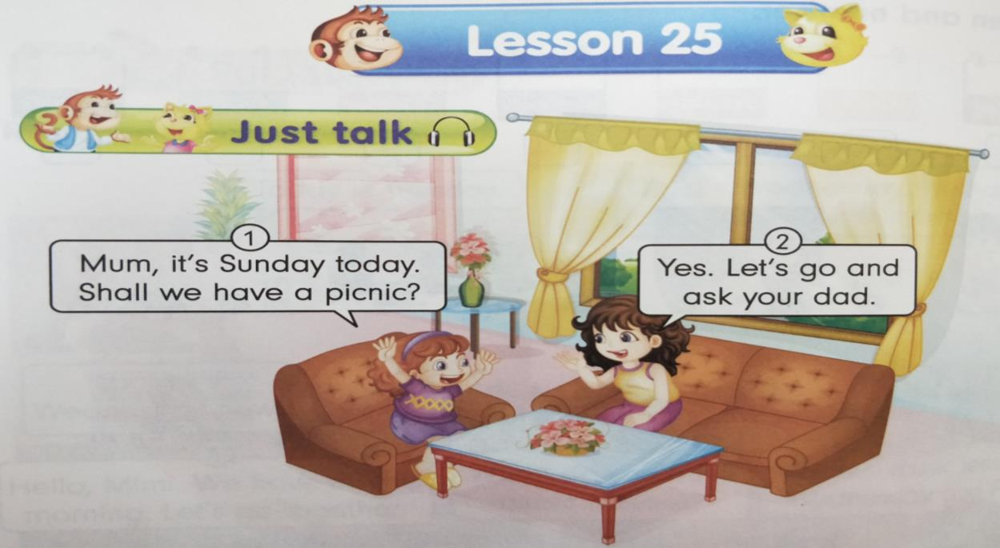 Lesson 25
Just talk
1
Mum, it's Sunday today.
Shall we have a picnic?
2
Yes. Let's go and
ask your dad.